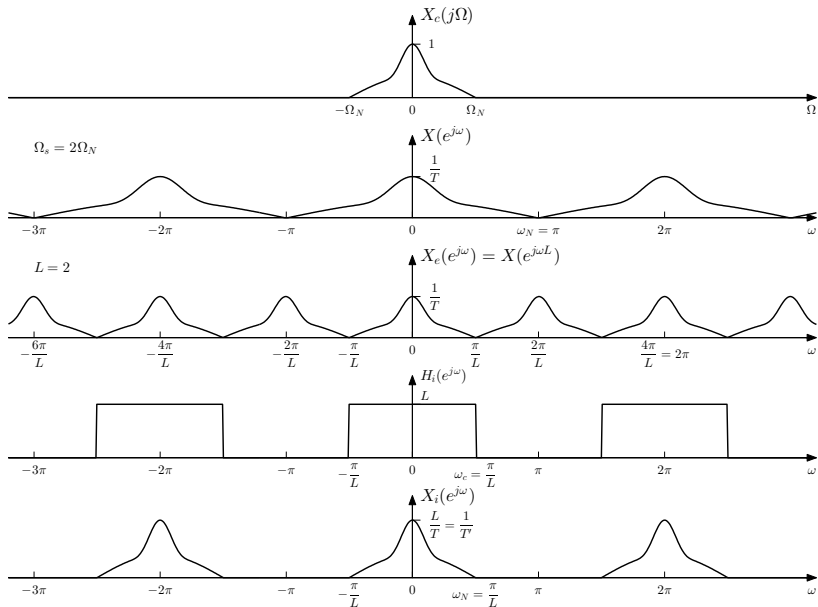 X_c(jΩ)
1
−Ω_N 0 Ω_N Ω
Ω_s = 2Ω_N
X(e^{jω})
1/T
−3π −2π −π 0 ω_N = π 2π ω
L = 2
X_e(e^{jω}) = X(e^{jωL})
1/T
−6π/L −4π/L −2π/L −π/L 0 π/L 2π/L 4π/L = 2π ω
H_i(e^{jω})
L
−3π −2π −π −π/L 0 ω_c = π/L π 2π ω
X_i(e^{jω})
L/T = 1/T'
−3π −2π −π −π/L 0 ω_N = π/L π 2π ω